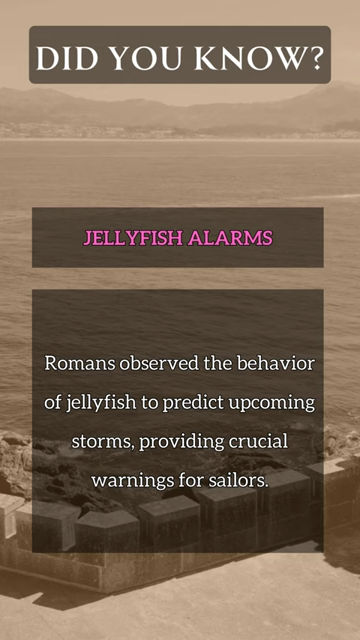 DID YOU KNOW?
JELLYFISH ALARMS
Romans observed the behavior
of jellyfish to predict upcoming
storms, providing crucial
warnings for sailors.